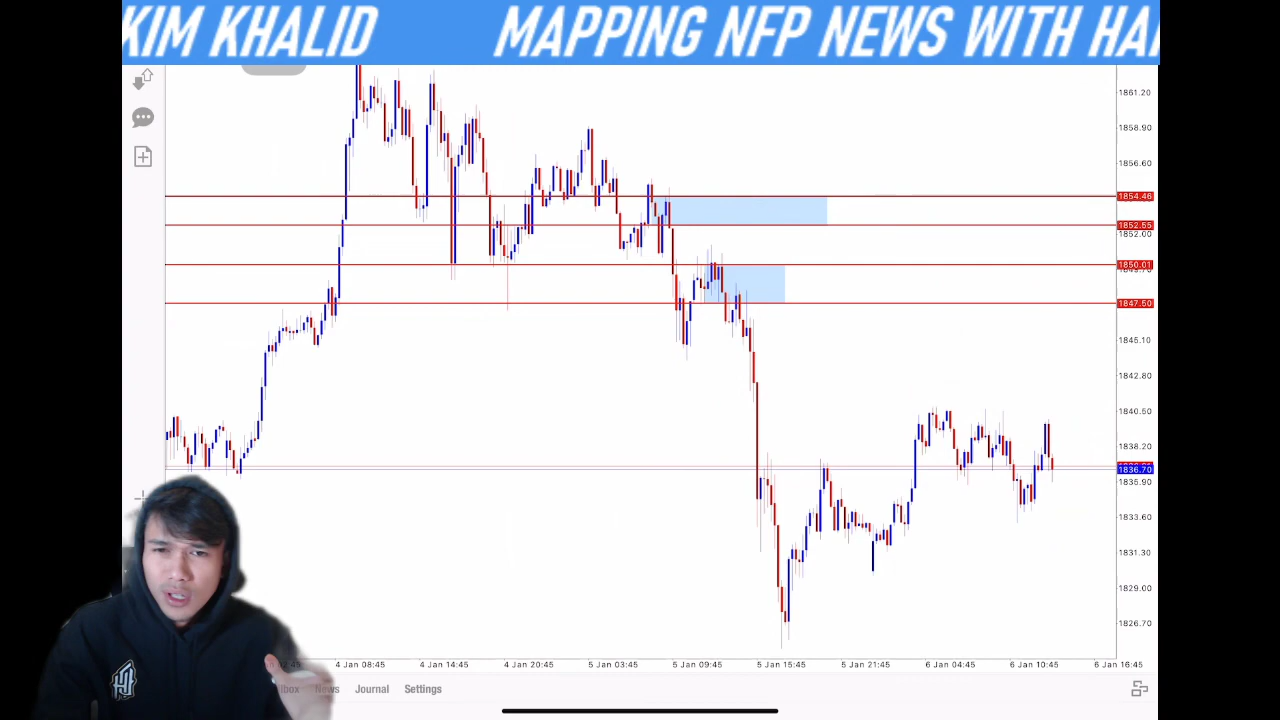 KIM KHALID MAPPING NFP NEWS WITH HA
1861.20
1858.90
1856.60
1854.46
1852.55
1852.00
1850.01
1847.50
1845.10
1842.80
1840.50
1838.20
1836.70
1835.90
1833.60
1831.30
1829.00
1826.70
4 Jan 08:45
4 Jan 14:45
4 Jan 20:45
5 Jan 03:45
5 Jan 09:45
5 Jan 15:45
5 Jan 21:45
6 Jan 04:45
6 Jan 10:45
6 Jan 16:45
News
Journal
Settings